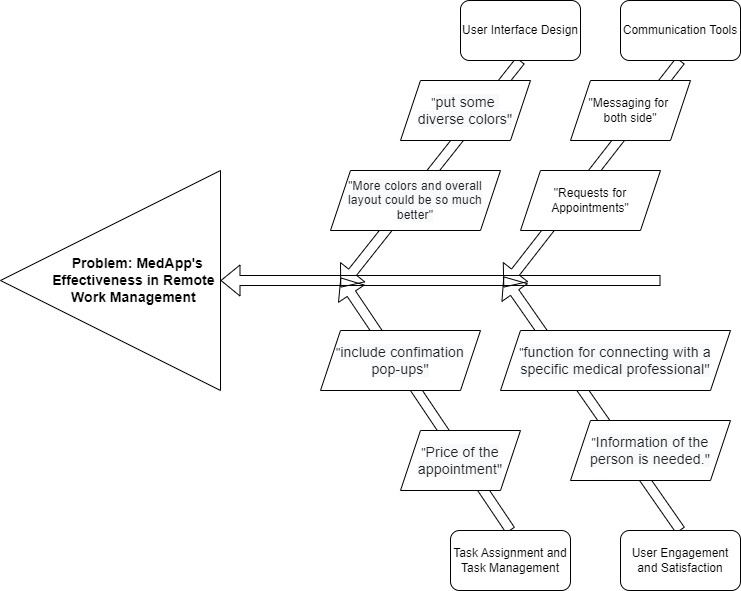 User Interface Design
Communication Tools
"put some
diverse colors"
"Messaging for
both side"
"More colors and overall
layout could be so much
better"
"Requests for
Appointments"
Problem: MedApp's
Effectiveness in Remote
Work Management
"include confimation
pop-ups"
"function for connecting with a
specific medical professional"
"Price of the
appointment"
"Information of the
person is needed."
Task Assignment and
Task Management
User Engagement
and Satisfaction